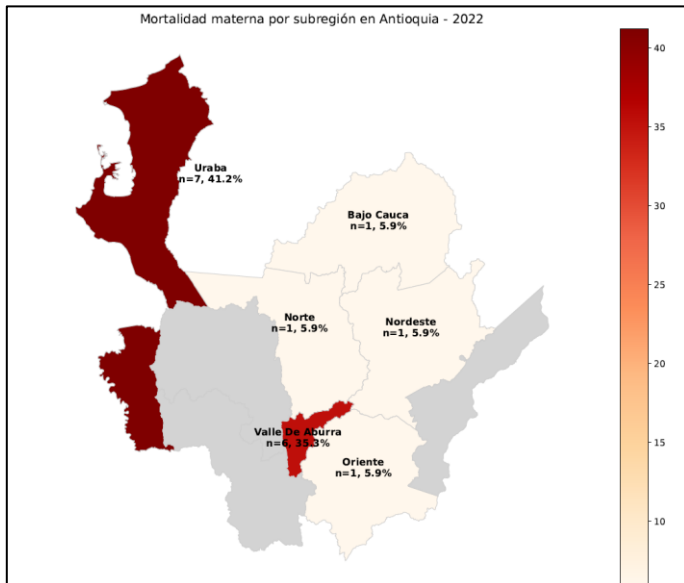 Mortalidad materna por subregión en Antioquia - 2022
40
Uraba
n=7, 41.2%
35
Bajo Cauca
n=1, 5.9%
30
Norte
n=1, 5.9%
Nordeste
n=1, 5.9%
25
20
Valle De Aburra
n=6, 35.3%
15
Oriente
n=1, 5.9%
10